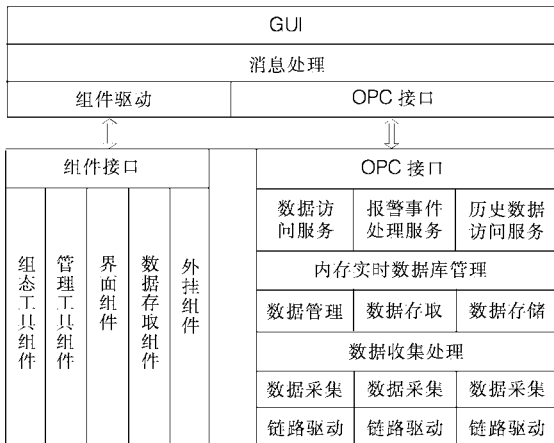 GUI
消息处理
组件驱动
OPC 接口
组件接口
组态工具组件
管理工具组件
界面组件
数据存取组件
外挂组件
OPC 接口
数据访
问服务
报警事件
处理服务
历史数据
访问服务
内存实时数据库管理
数据管理
数据存取
数据存储
数据收集处理
数据采集
数据采集
数据采集
链路驱动
链路驱动
链路驱动